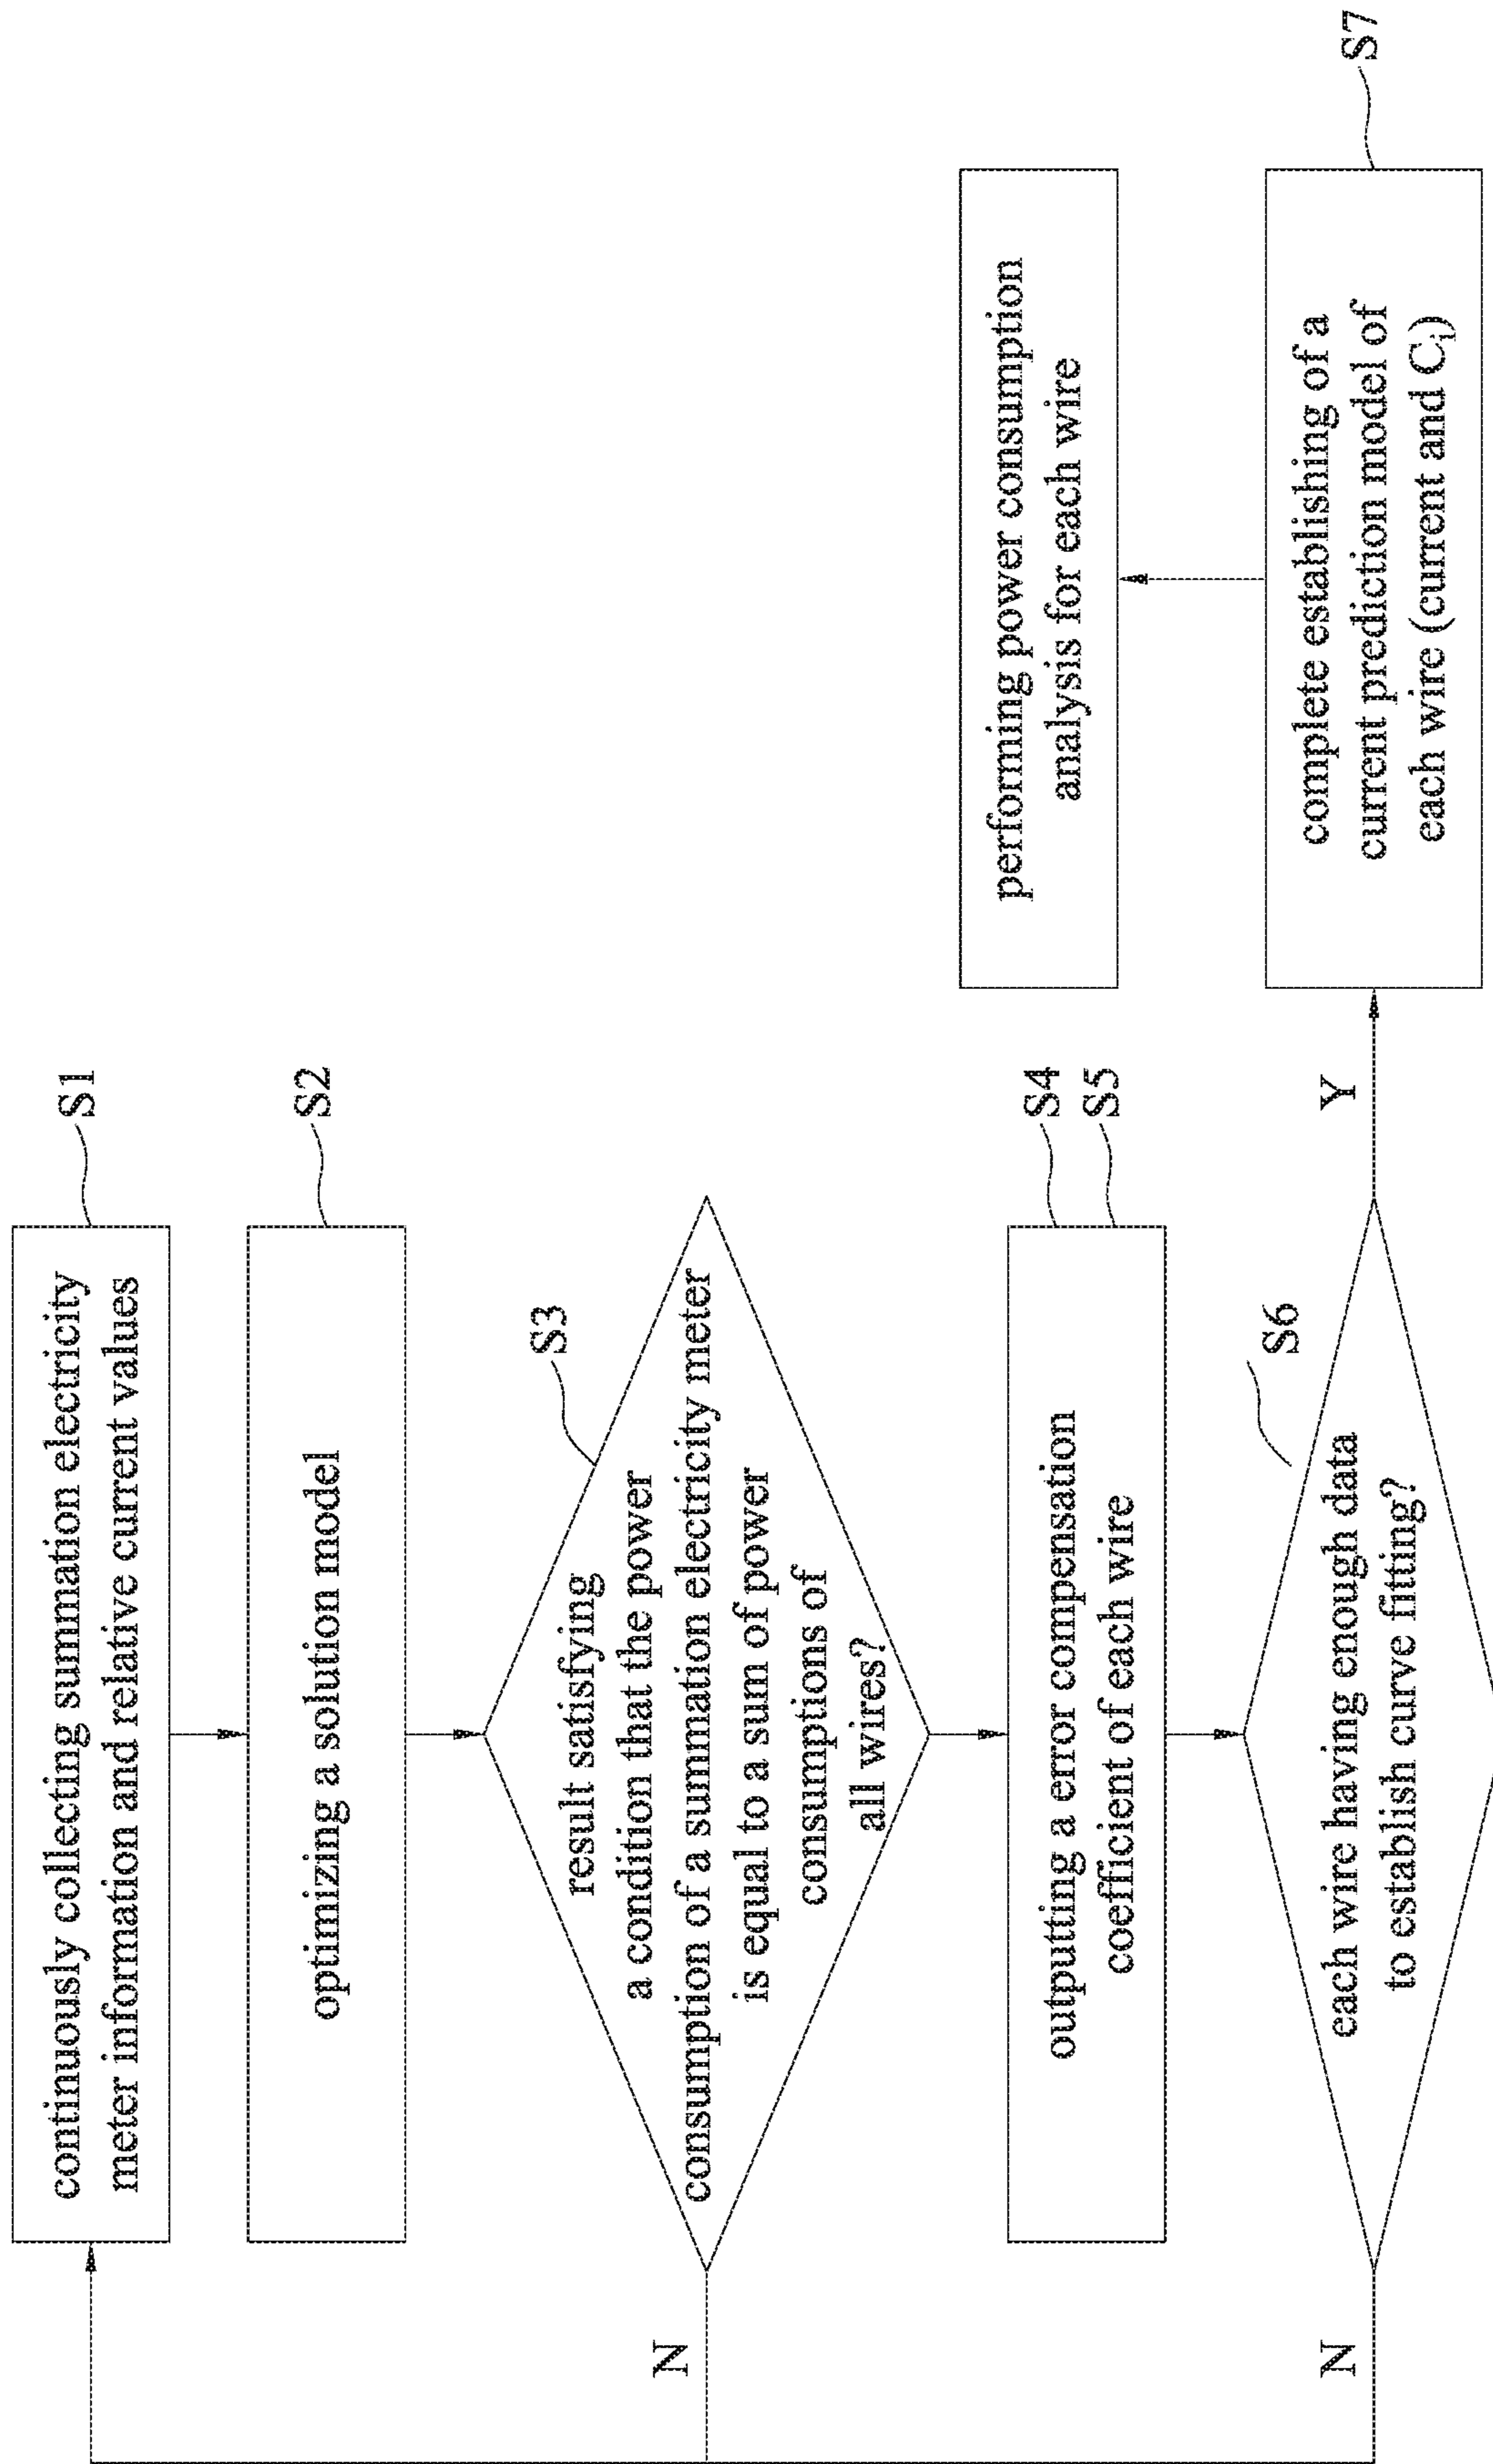 continuously collecting summation electricity
meter information and relative current values
S1
optimizing a solution model
S2
result satisfying
a condition that the power
consumption of a summation electricity meter
is equal to a sum of power
consumptions of
all wires?
S3
N
outputting a error compensation
coefficient of each wire
S4
S5
each wire having enough data
to establish curve fitting?
S6
N
Y
complete establishing of a
current prediction model of
each wire (current and Ci)
S7
performing power consumption
analysis for each wire